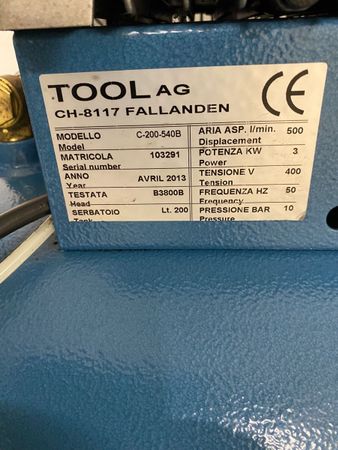 TOOL AG
CH-8117 FALLANDEN
CE
MODELLO C-200-540B
Model
MATRICOLA 103291
Serial number
ANNO AVRIL 2013
Year
TESTATA B3800B
Head
SERBATOIO Lt. 200
Tank
ARIA ASP. l/min. 500
Displacement
POTENZA KW 3
Power
TENSIONE V 400
Tension
FREQUENZA HZ 50
Frequency
PRESSIONE BAR 10
Pressure